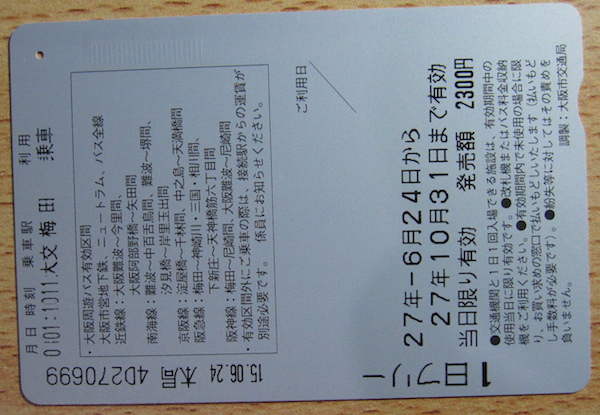 月日 時刻 乗車駅 利用
0101-1011 大交 梅田 乗車
・大阪周遊パス有効区間
大阪市営地下鉄、ニュートラム、バス全線
近鉄線：大阪難波〜今里間、
大阪阿部野橋〜矢田間
南海線：難波〜中百舌鳥間、難波〜堺間、
汐見橋〜岸里玉出間
京阪線：淀屋橋〜千林間、中之島〜天満橋間
阪急線：梅田〜神崎川・三国・相川間、
下新庄〜天神橋筋六丁目間
阪神線：梅田〜尼崎間、大阪難波〜尼崎間
・有効区間外にご乗車の際は、接続駅からの運賃が
別途必要です。 係員にお知らせください。
ご利用日
15.06.24 本局 4D270699
1日フリー
27年-6月24日から
27年10月31日まで有効
当日限り有効 発売額 2300円
●交通機関と1日1回入場できる施設は、有効期間中の
使用当日に限り有効です。●改札機またはバス料金収納
機をご利用ください。●有効期間内で未使用の場合に限
り、お買い求めの窓口で払いもどしいたします（払いもど
し手数料が必要です）。●紛失等に対してはその責めを
負いません。
調製：大阪市交通局